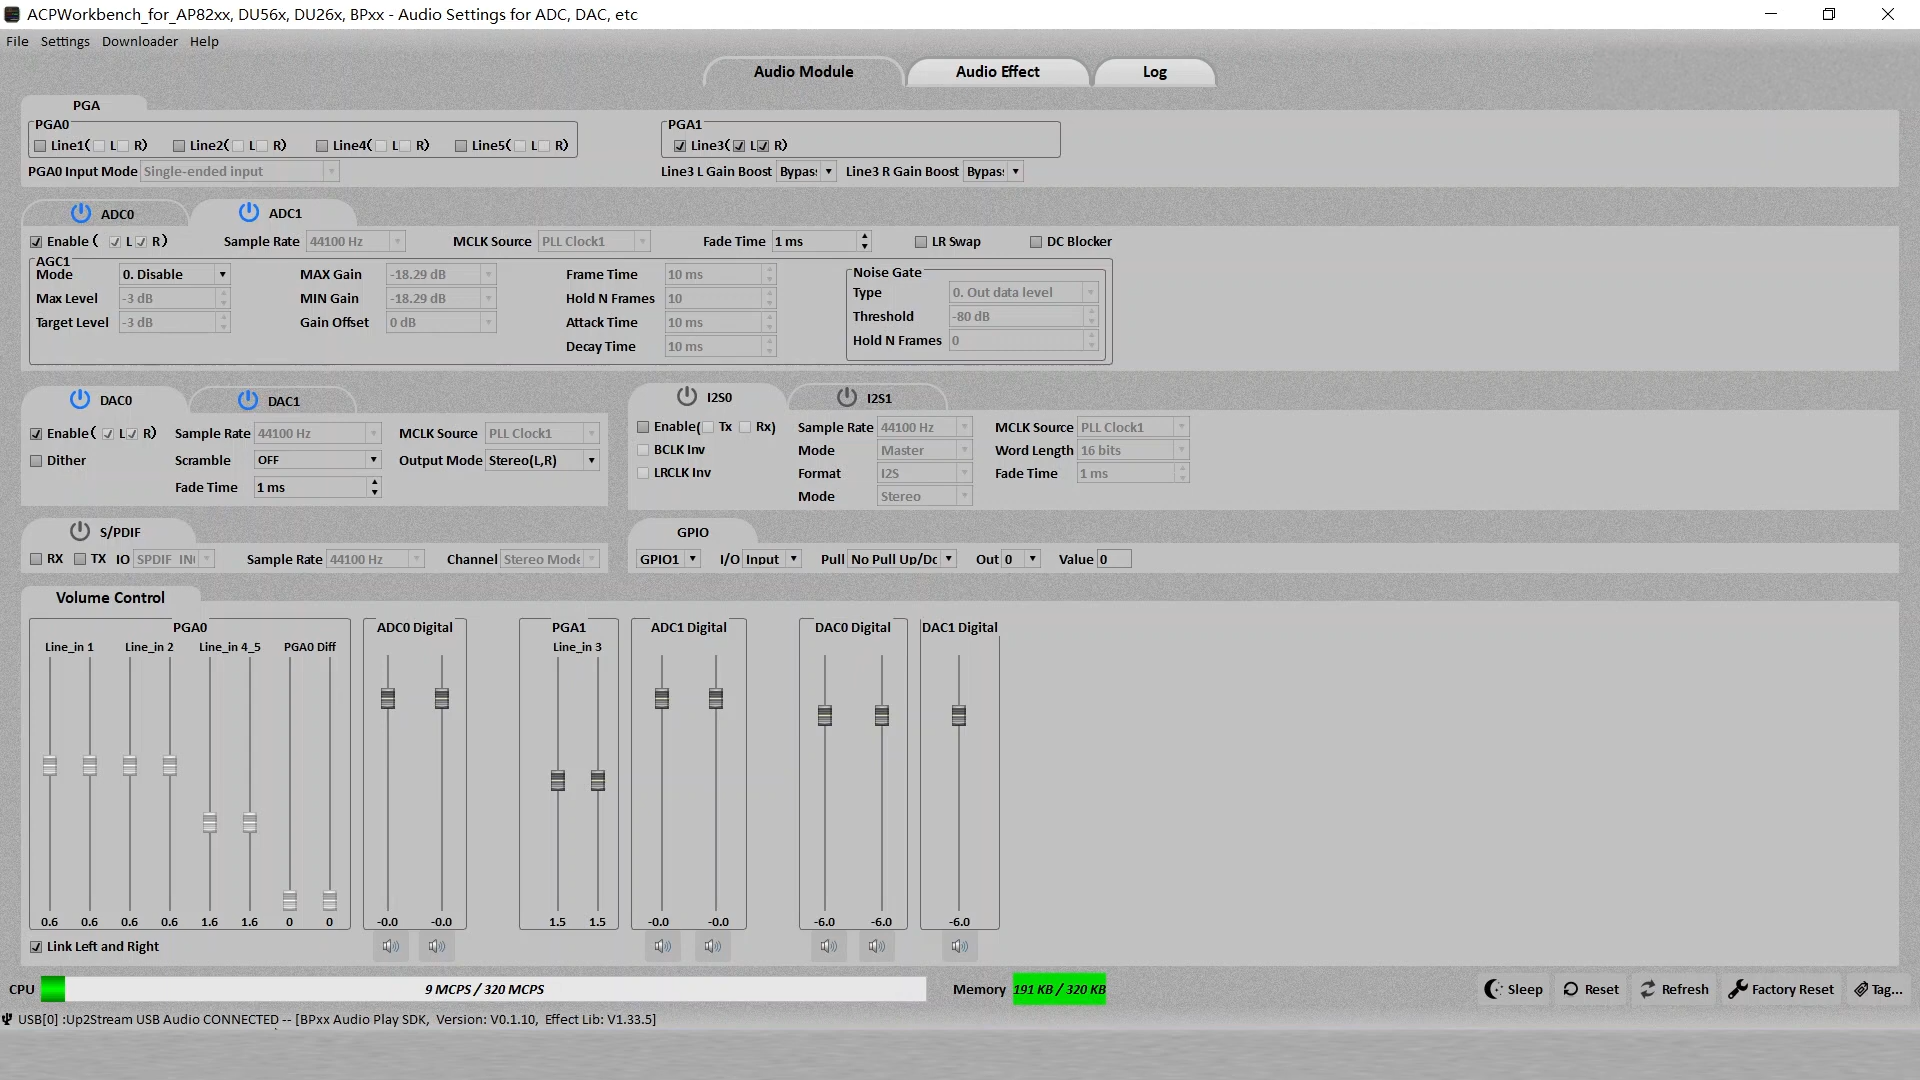 ACPWorkbench_for_AP82xx, DU56x, DU26x, BPxx - Audio Settings for ADC, DAC, etc
File Settings Downloader Help
Audio Module Audio Effect Log
PGA
PGA0 PGA1
Line1( L R) Line2( L R) Line4( L R) Line5( L R) Line3( L R)
PGA0 Input Mode Single-ended input Line3 L Gain Boost Bypas: Line3 R Gain Boost Bypas:
ADC0 ADC1
Enable ( L R ) Sample Rate 44100 Hz MCLK Source PLL Clock1 Fade Time 1 ms LR Swap DC Blocker
AGC1
Mode 0. Disable MAX Gain -18.29 dB Frame Time 10 ms Noise Gate
Max Level -3 dB MIN Gain -18.29 dB Hold N Frames 10 Type 0. Out data level
Target Level -3 dB Gain Offset 0 dB Attack Time 10 ms Threshold -80 dB
Decay Time 10 ms Hold N Frames 0
DAC0 DAC1 I2S0 I2S1
Enable( L R) Sample Rate 44100 Hz MCLK Source PLL Clock1 Enable( Tx Rx) Sample Rate 44100 Hz MCLK Source PLL Clock1
Dither Scramble OFF Output Mode Stereo(L,R) BCLK Inv Mode Master Word Length 16 bits
Fade Time 1 ms LRCLK Inv Format I2S Fade Time 1 ms
Mode Stereo
S/PDIF GPIO
RX TX IO SPDIF_IN( Sample Rate 44100 Hz Channel Stereo Mode GPIO1 I/O Input Pull No Pull Up/Dc Out 0 Value 0
Volume Control
PGA0 ADC0 Digital PGA1 ADC1 Digital DAC0 Digital DAC1 Digital
Line_in 1 Line_in 2 Line_in 4_5 PGA0 Diff Line_in 3
0.6 0.6 0.6 0.6 1.6 1.6 0 0 -0.0 -0.0 1.5 1.5 -0.0 -0.0 -6.0 -6.0 -6.0
Link Left and Right
CPU 9 MCPS / 320 MCPS Memory 191 KB / 320 KB Sleep Reset Refresh Factory Reset Tag...
USB[0] :Up2Stream USB Audio CONNECTED -- [BPxx Audio Play SDK, Version: V0.1.10, Effect Lib: V1.33.5]